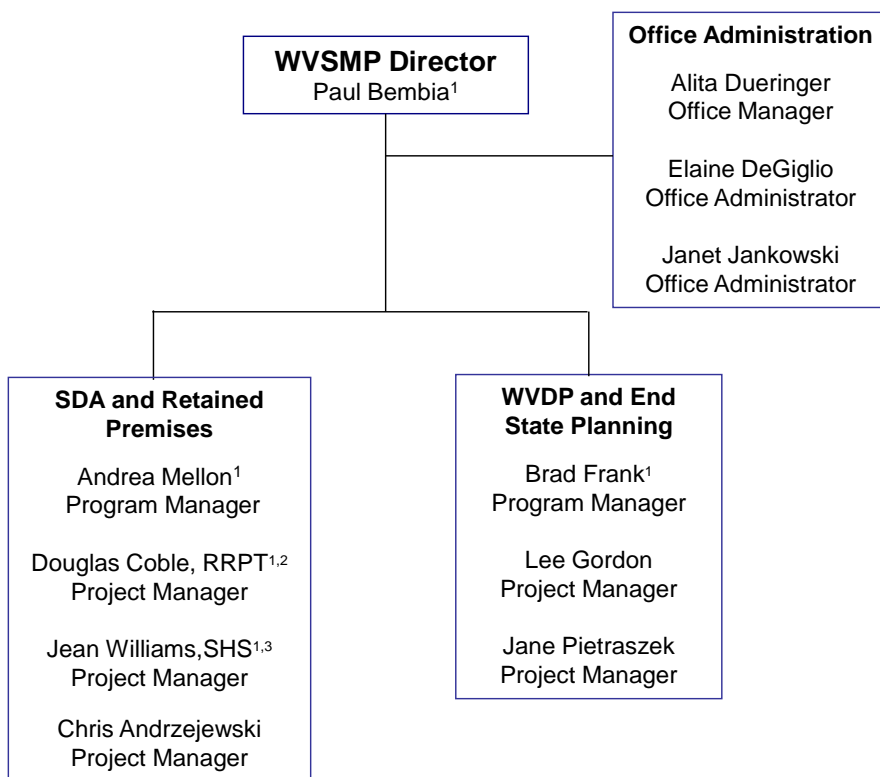 WVSMP Director
Paul Bembia1
Office Administration
Alita Dueringer
Office Manager
Elaine DeGiglio
Office Administrator
Janet Jankowski
Office Administrator
SDA and Retained
Premises
Andrea Mellon1
Program Manager
Douglas Coble, RRPT1,2
Project Manager
Jean Williams,SHS1,3
Project Manager
Chris Andrzejewski
Project Manager
WVDP and End
State Planning
Brad Frank1
Program Manager
Lee Gordon
Project Manager
Jane Pietraszek
Project Manager